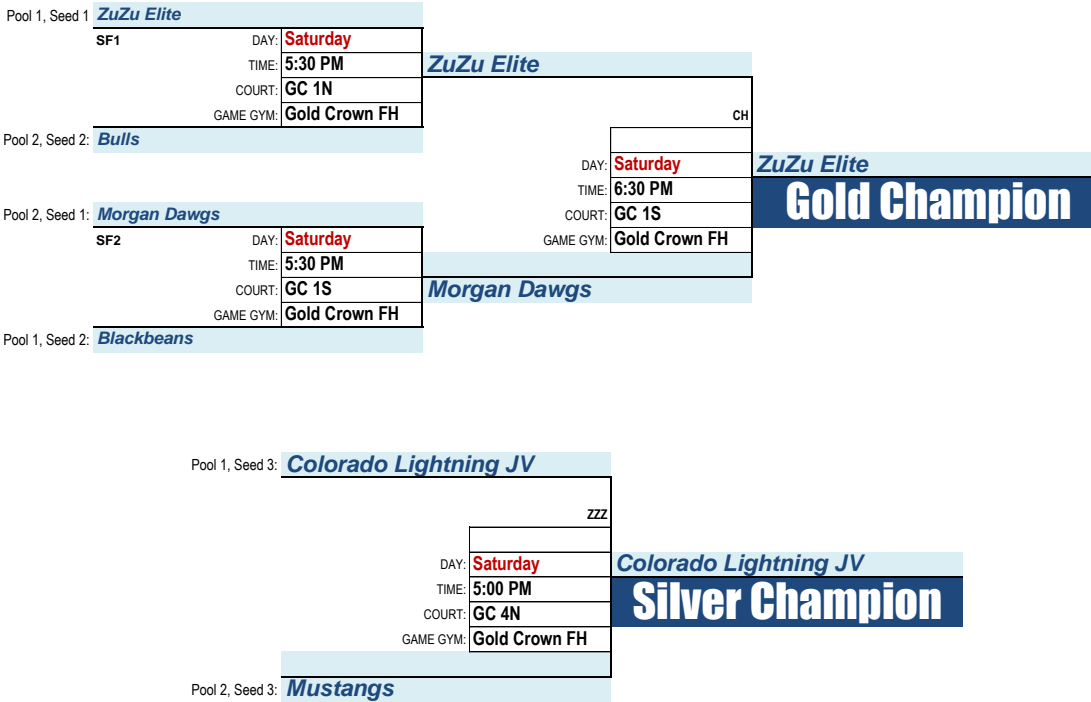 Pool 1, Seed 1 ZuZu Elite
SF1 DAY: Saturday
TIME: 5:30 PM ZuZu Elite
COURT: GC 1N
GAME GYM: Gold Crown FH CH
Pool 2, Seed 2: Bulls
DAY: Saturday ZuZu Elite
TIME: 6:30 PM Gold Champion
Pool 2, Seed 1: Morgan Dawgs COURT: GC 1S
SF2 DAY: Saturday GAME GYM: Gold Crown FH
TIME: 5:30 PM
COURT: GC 1S Morgan Dawgs
GAME GYM: Gold Crown FH
Pool 1, Seed 2: Blackbeans
Pool 1, Seed 3: Colorado Lightning JV
ZZZ
DAY: Saturday Colorado Lightning JV
TIME: 5:00 PM Silver Champion
COURT: GC 4N
GAME GYM: Gold Crown FH
Pool 2, Seed 3: Mustangs